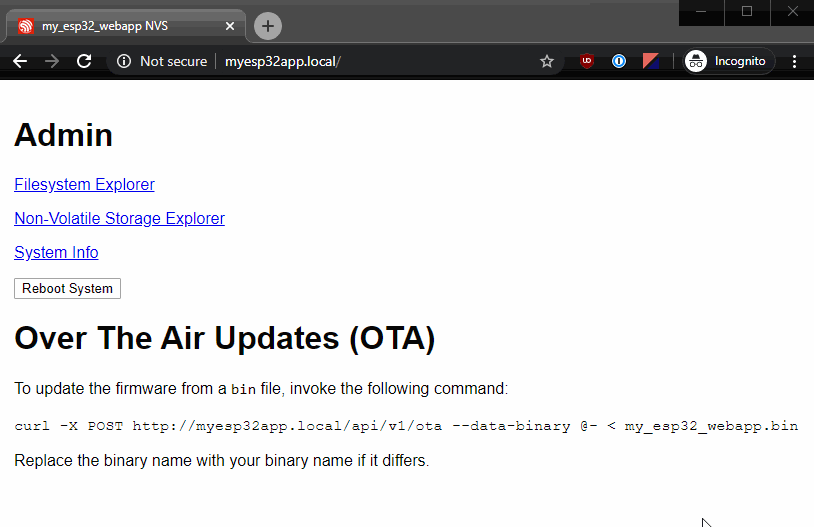 my_esp32_webapp NVS
Not secure
myesp32app.local/
Incognito
Admin
Filesystem Explorer
Non-Volatile Storage Explorer
System Info
Reboot System
Over The Air Updates (OTA)
To update the firmware from a bin file, invoke the following command:
curl -X POST http://myesp32app.local/api/v1/ota --data-binary @- < my_esp32_webapp.bin
Replace the binary name with your binary name if it differs.